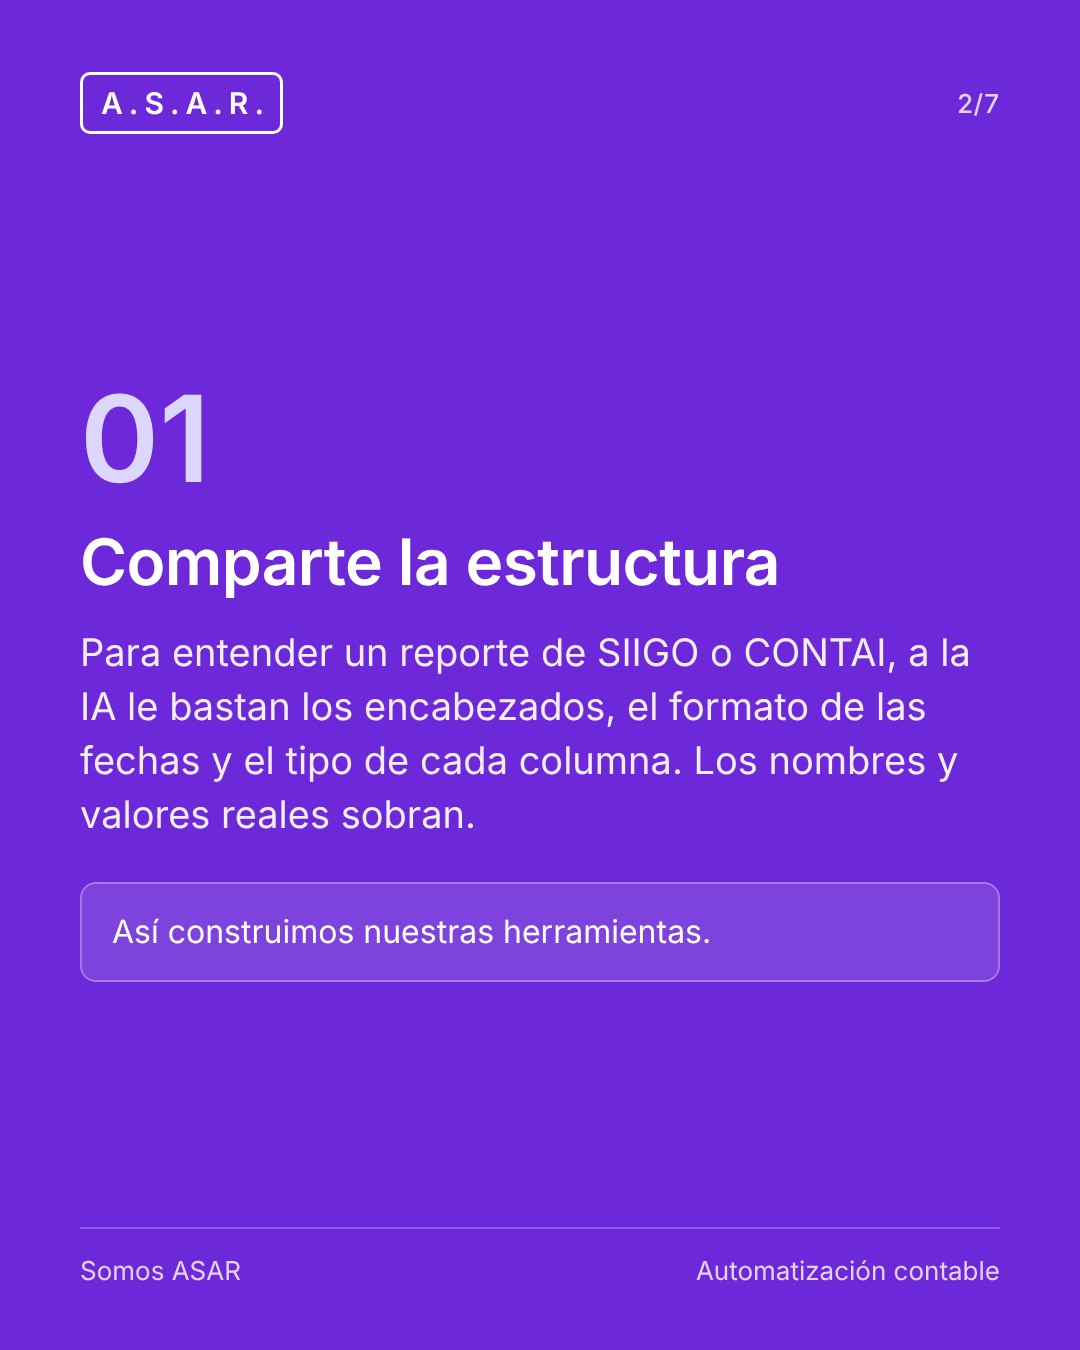 A.S.A.R.
2/7
01
Comparte la estructura
Para entender un reporte de SIIGO o CONTAI, a la
IA le bastan los encabezados, el formato de las
fechas y el tipo de cada columna. Los nombres y
valores reales sobran.
Así construimos nuestras herramientas.
Somos ASAR
Automatización contable